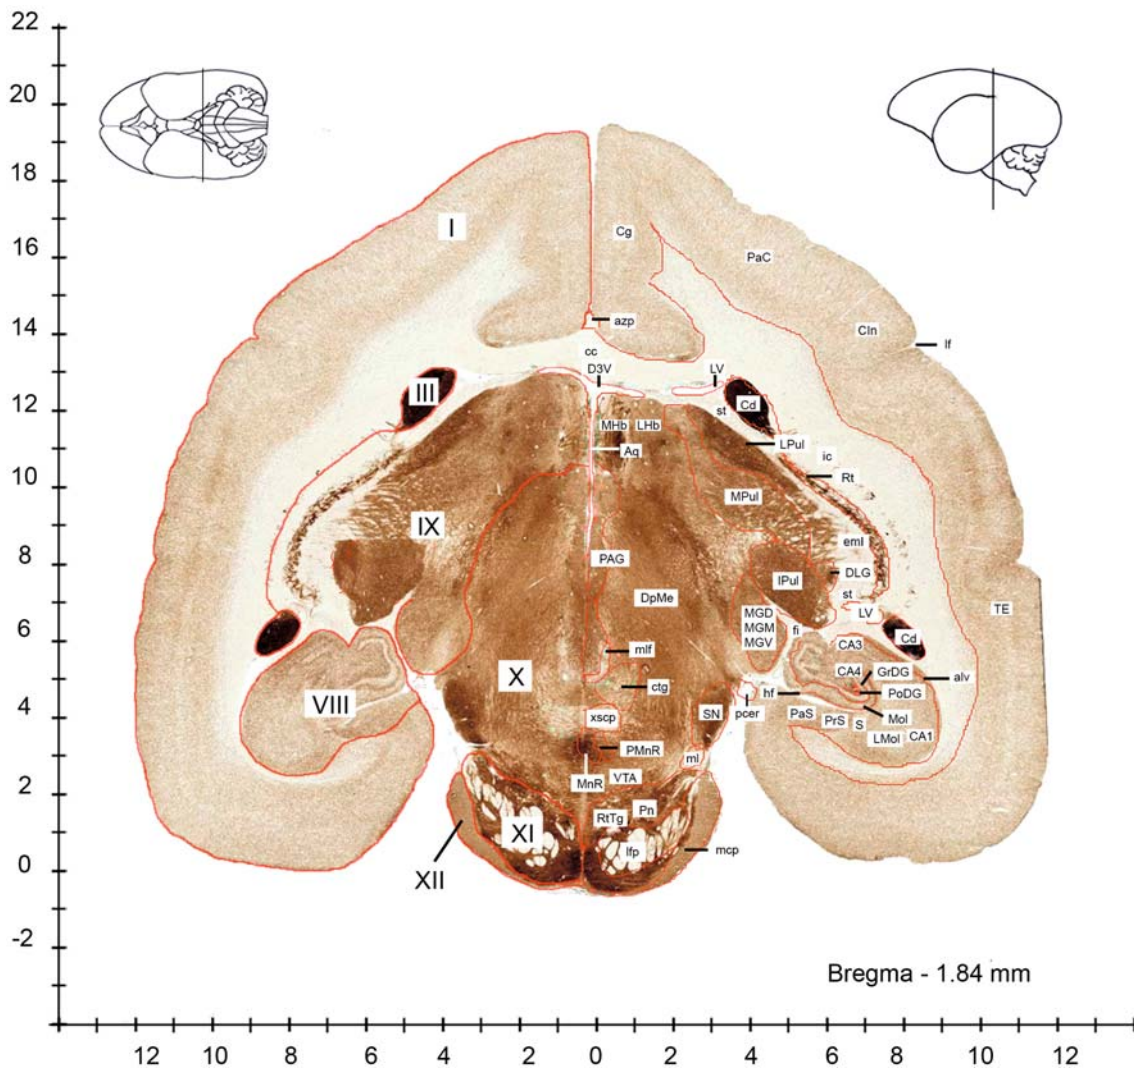 22
20
18
16
14
12
10
8
6
4
2
0
-2
I
Cg
PaC
azp
CIn
lf
cc
D3V
LV
III
Cd
st
MHb
LHb
LPul
Aq
ic
Rt
MPul
IX
eml
PAG
IPul
DLG
DpMe
st
MGD
MGM
MGV
LV
TE
fi
Cd
mlf
CA3
X
CA4
GrDG
alv
ctg
hf
PoDG
VIII
xscp
SN
pcer
PaS
PrS
S
Mol
LMol
CA1
PMnR
ml
MnR
VTA
Pn
RtTg
XI
lfp
mcp
XII
Bregma - 1.84 mm
12 10 8 6 4 2 0 2 4 6 8 10 12